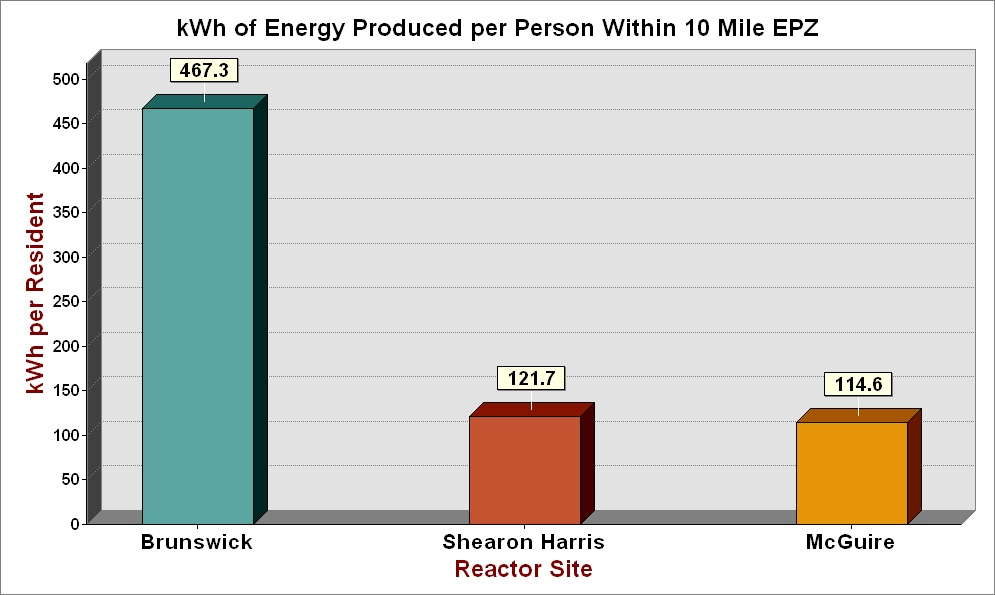 kWh of Energy Produced per Person Within 10 Mile EPZ
kWh per Resident
500
450
400
350
300
250
200
150
100
50
0
467.3
121.7
114.6
Brunswick
Shearon Harris
McGuire
Reactor Site